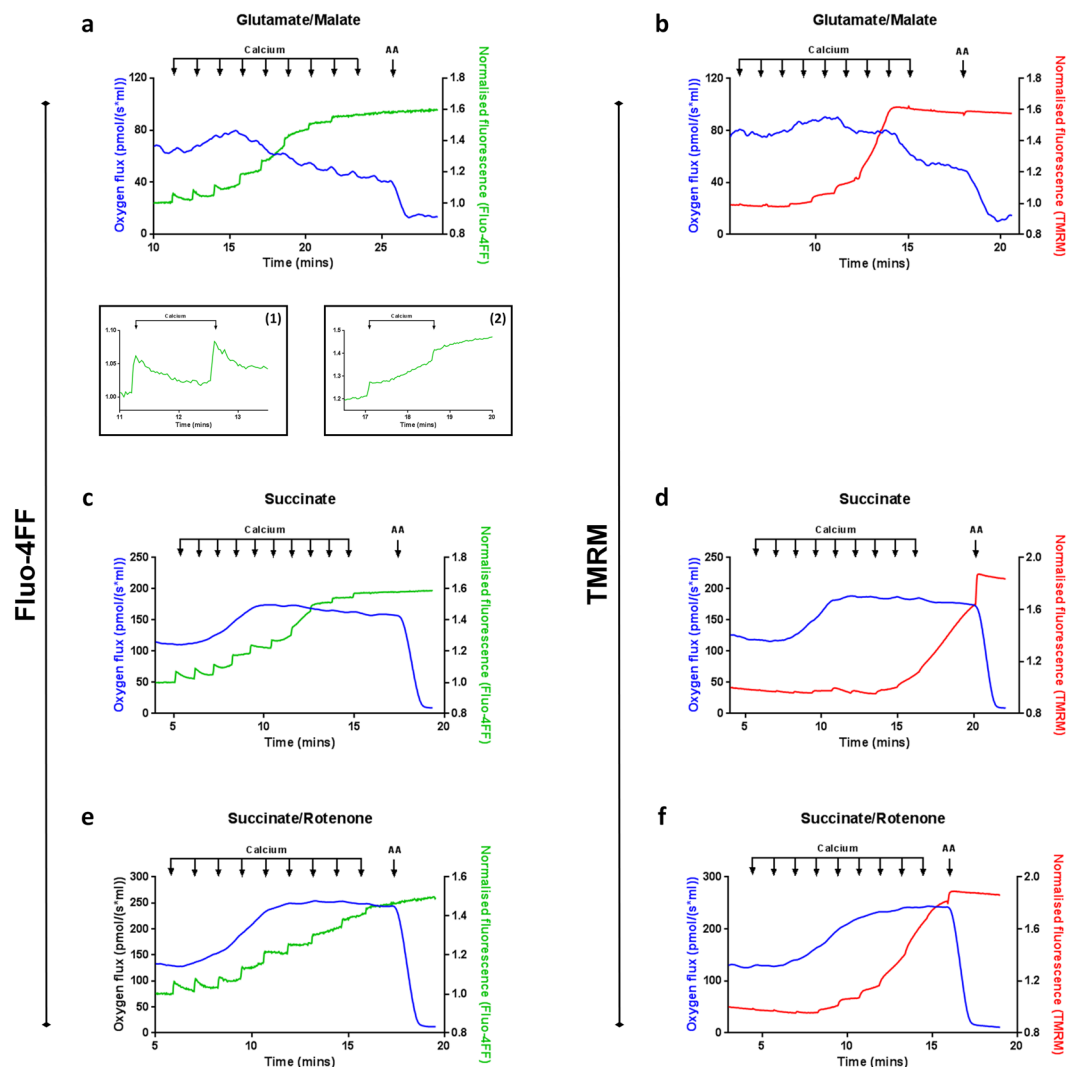 Fluo-4FF
TMRM
a
Glutamate/Malate
Calcium
AA
Oxygen flux (pmol/(s*ml))
120
80
40
0
Normalised fluorescence (Fluo-4FF)
1.8
1.6
1.4
1.2
1.0
0.8
10 15 20 25
Time (mins)
b
Glutamate/Malate
Calcium
AA
Oxygen flux (pmol/(s*ml))
120
80
40
0
Normalised fluorescence (TMRM)
1.8
1.6
1.4
1.2
1.0
0.8
10 15 20
Time (mins)
(1)
Calcium
1.10
1.05
1.00
11 12 13
Time (mins)
(2)
Calcium
1.5
1.4
1.3
1.2
17 18 19 20
Time (mins)
c
Succinate
Calcium
AA
Oxygen flux (pmol/(s*ml))
250
200
150
100
50
0
Normalised fluorescence (Fluo-4FF)
1.8
1.6
1.4
1.2
1.0
0.8
5 10 15 20
Time (mins)
d
Succinate
Calcium
AA
Oxygen flux (pmol/(s*ml))
250
200
150
100
50
0
Normalised fluorescence (TMRM)
2.0
1.6
1.2
0.8
5 10 15 20
Time (mins)
e
Succinate/Rotenone
Calcium
AA
Oxygen flux (pmol/(s*ml))
300
250
200
150
100
50
0
Normalised fluorescence (Fluo-4FF)
1.6
1.4
1.2
1.0
0.8
5 10 15 20
Time (mins)
f
Succinate/Rotenone
Calcium
AA
Oxygen flux (pmol/(s*ml))
300
250
200
150
100
50
0
Normalised fluorescence (TMRM)
2.0
1.6
1.2
0.8
5 10 15 20
Time (mins)